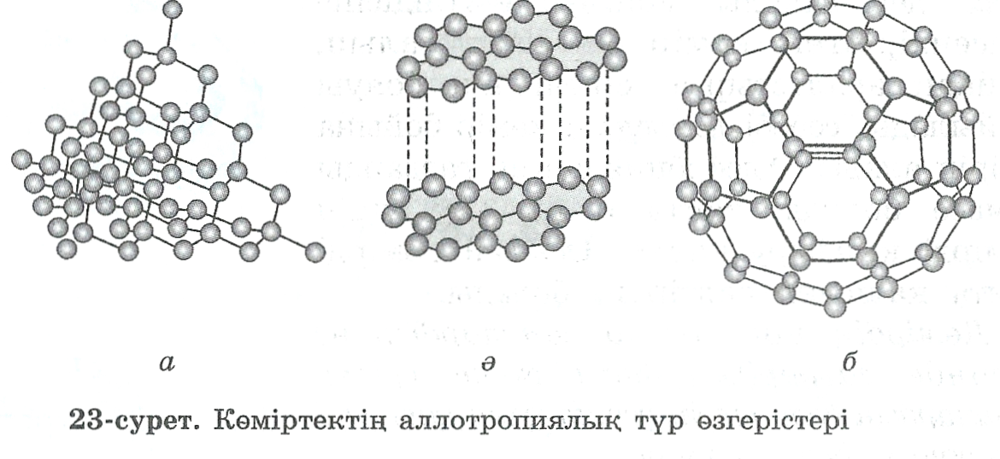 а ә б
23-сурет. Көміртектің аллотропиялық түр өзгерістері